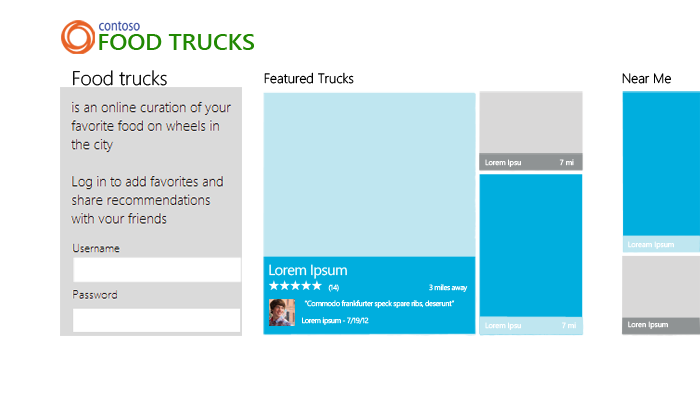 contoso
FOOD TRUCKS
Food trucks
is an online curation of your
favorite food on wheels in
the city
Log in to add favorites and
share recommendations
with your friends
Username
Password
Featured Trucks
Lorem Ipsum
(14)
3 miles away
"Commodo frankfurter speck spare ribs, deserunt"
Lorem ipsum - 7/19/12
Lorem Ipsu
7 mi
Lorem Ipsu
7 mi
Near Me
Lorem Ipsum
Loren Ipsum